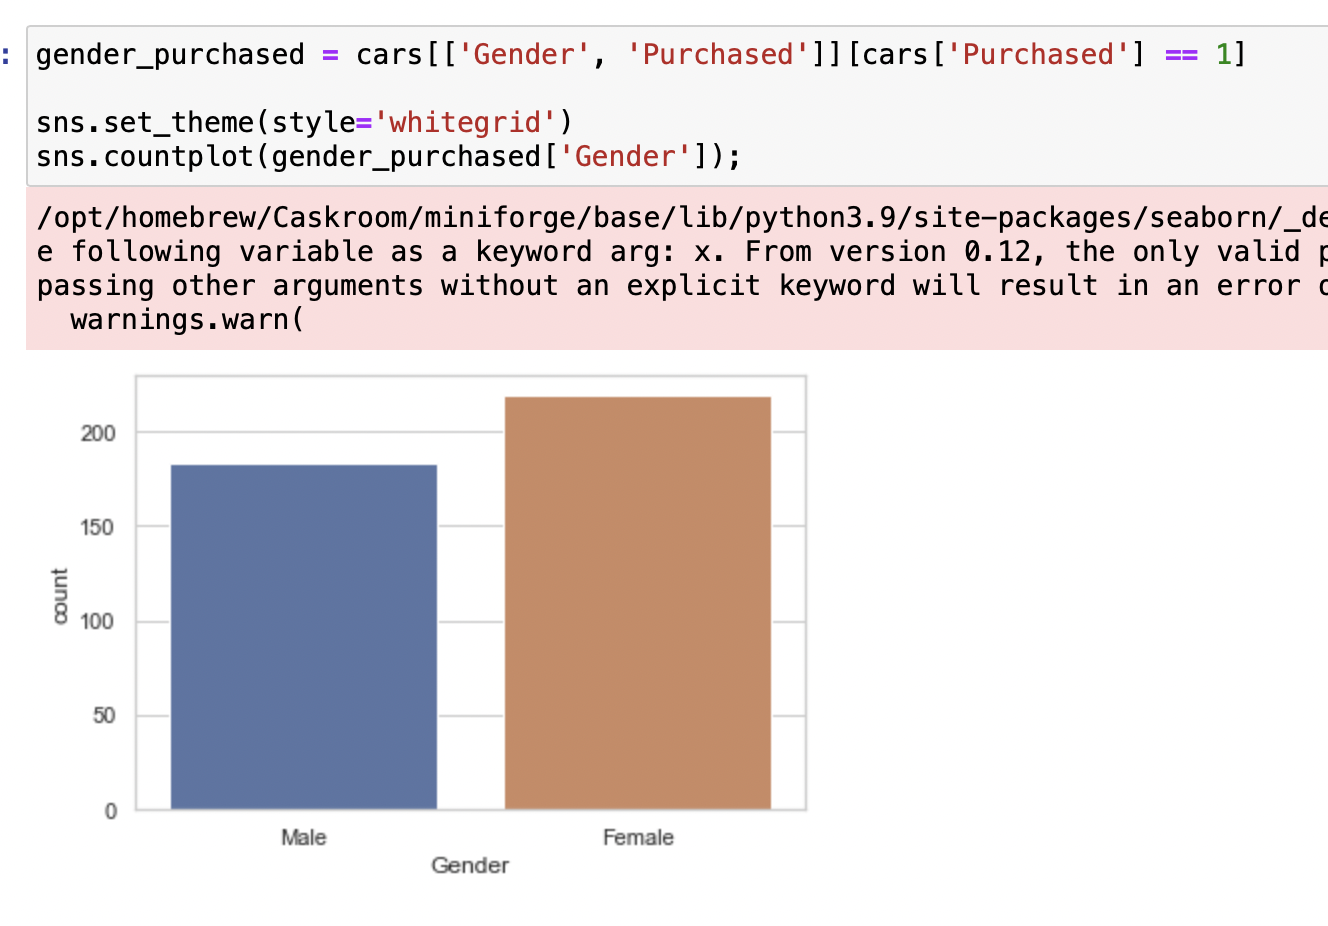 :
gender_purchased = cars[['Gender', 'Purchased']][cars['Purchased'] == 1]
sns.set_theme(style='whitegrid')
sns.countplot(gender_purchased['Gender']);
/opt/homebrew/Caskroom/miniforge/base/lib/python3.9/site-packages/seaborn/_de
e following variable as a keyword arg: x. From version 0.12, the only valid p
passing other arguments without an explicit keyword will result in an error o
warnings.warn(
200
150
100
50
0
count
Male Female
Gender